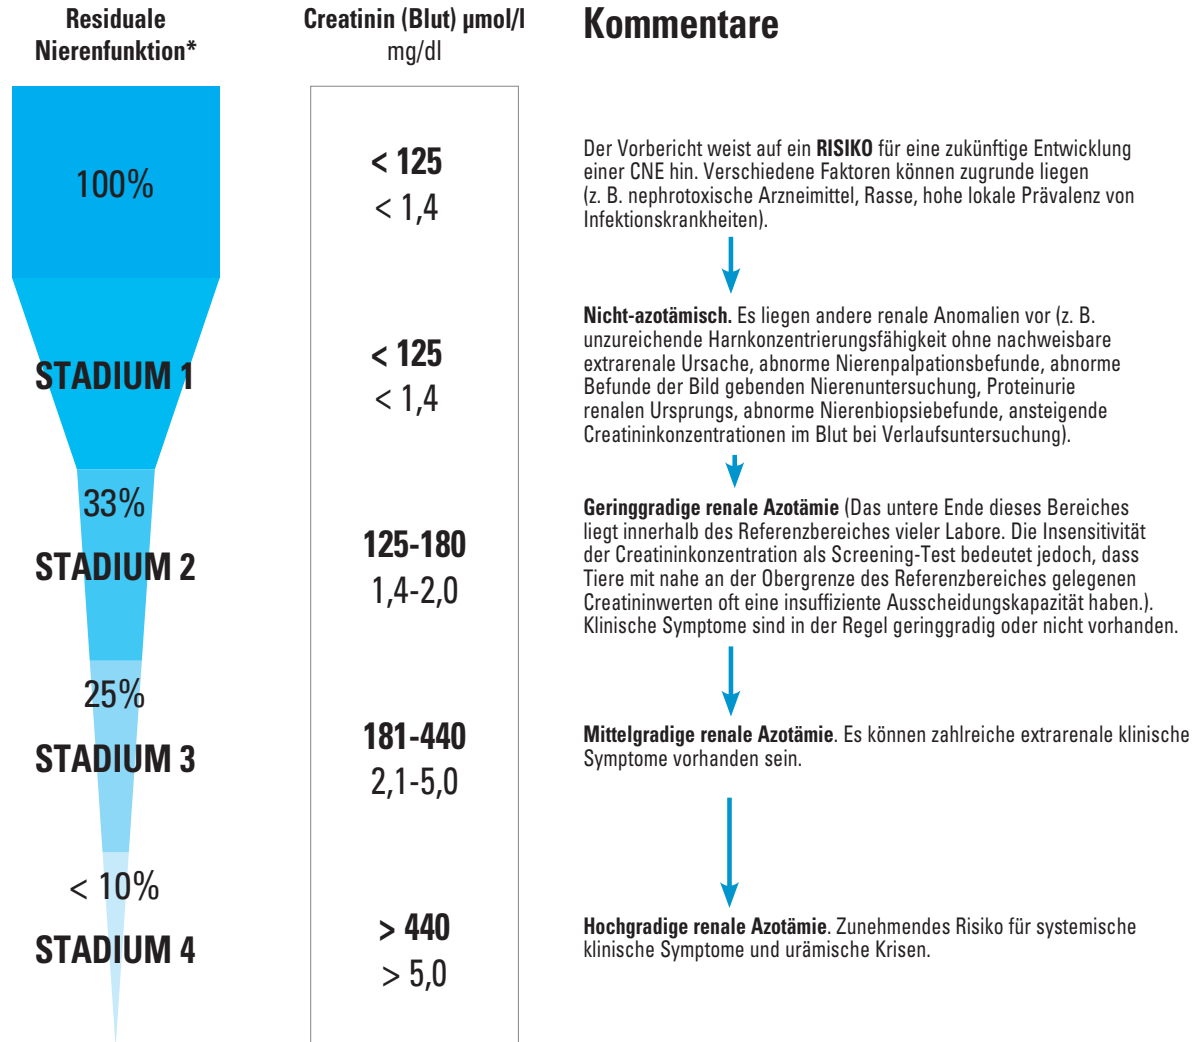 Residuale
Nierenfunktion*
Creatinin (Blut) µmol/l
mg/dl
Kommentare
100%
< 125
< 1,4
Der Vorbericht weist auf ein RISIKO für eine zukünftige Entwicklung
einer CNE hin. Verschiedene Faktoren können zugrunde liegen
(z. B. nephrotoxische Arzneimittel, Rasse, hohe lokale Prävalenz von
Infektionskrankheiten).
STADIUM 1
< 125
< 1,4
Nicht-azotämisch. Es liegen andere renale Anomalien vor (z. B.
unzureichende Harnkonzentrierungsfähigkeit ohne nachweisbare
extrarenale Ursache, abnorme Nierenpalpationsbefunde, abnorme
Befunde der Bild gebenden Nierenuntersuchung, Proteinurie
renalen Ursprungs, abnorme Nierenbiopsiebefunde, ansteigende
Creatininkonzentrationen im Blut bei Verlaufsuntersuchung).
33%
STADIUM 2
125-180
1,4-2,0
Geringgradige renale Azotämie (Das untere Ende dieses Bereiches
liegt innerhalb des Referenzbereiches vieler Labore. Die Insensitivität
der Creatininkonzentration als Screening-Test bedeutet jedoch, dass
Tiere mit nahe an der Obergrenze des Referenzbereiches gelegenen
Creatininwerten oft eine insuffiziente Ausscheidungskapazität haben.).
Klinische Symptome sind in der Regel geringgradig oder nicht vorhanden.
25%
STADIUM 3
181-440
2,1-5,0
Mittelgradige renale Azotämie. Es können zahlreiche extrarenale klinische
Symptome vorhanden sein.
< 10%
STADIUM 4
> 440
> 5,0
Hochgradige renale Azotämie. Zunehmendes Risiko für systemische
klinische Symptome und urämische Krisen.